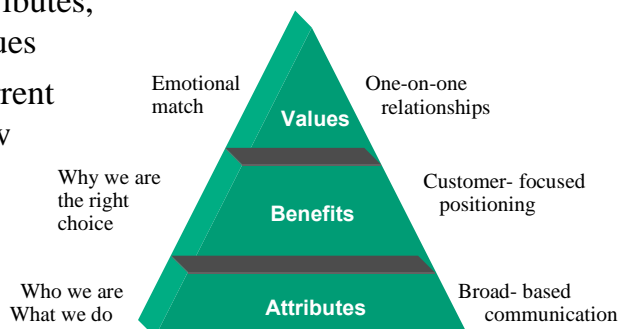 ributes,
ues
rent
v
Emotional
match
Values
One-on-one
relationships
Why we are
the right
choice
Benefits
Customer- focused
positioning
Who we are
What we do
Attributes
Broad- based
communication